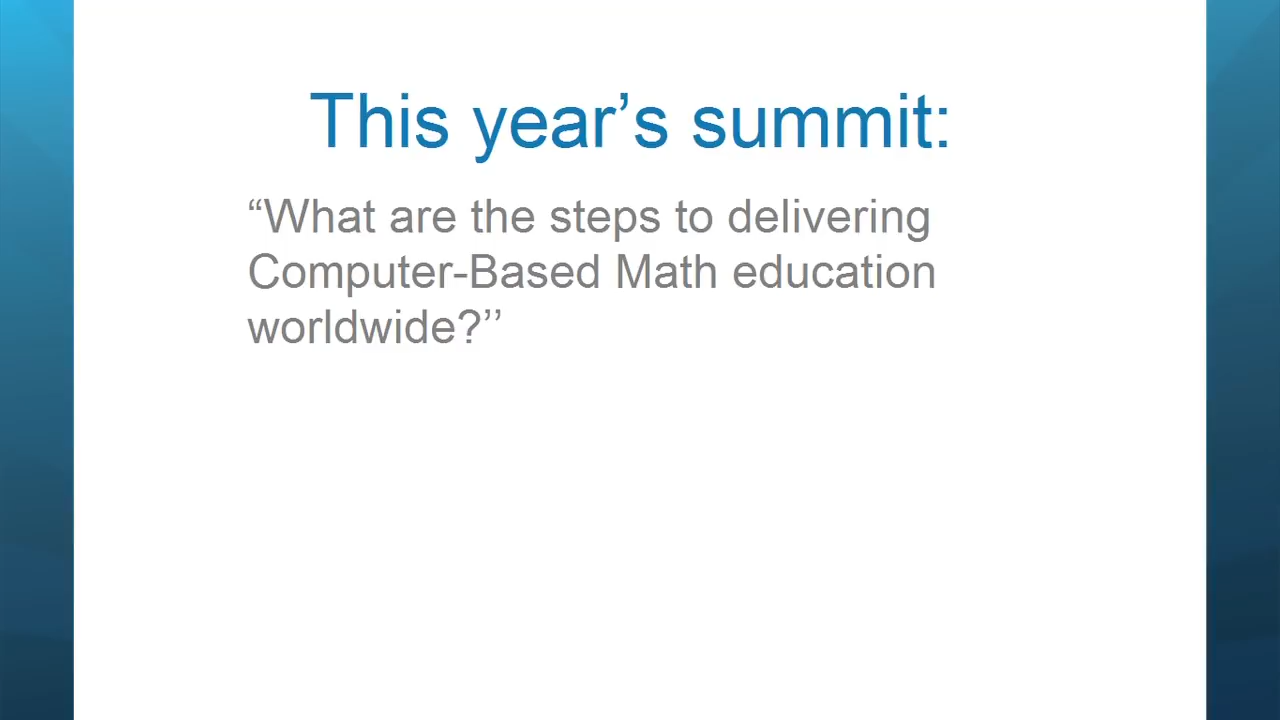 This year’s summit:
“What are the steps to delivering
Computer-Based Math education
worldwide?’’